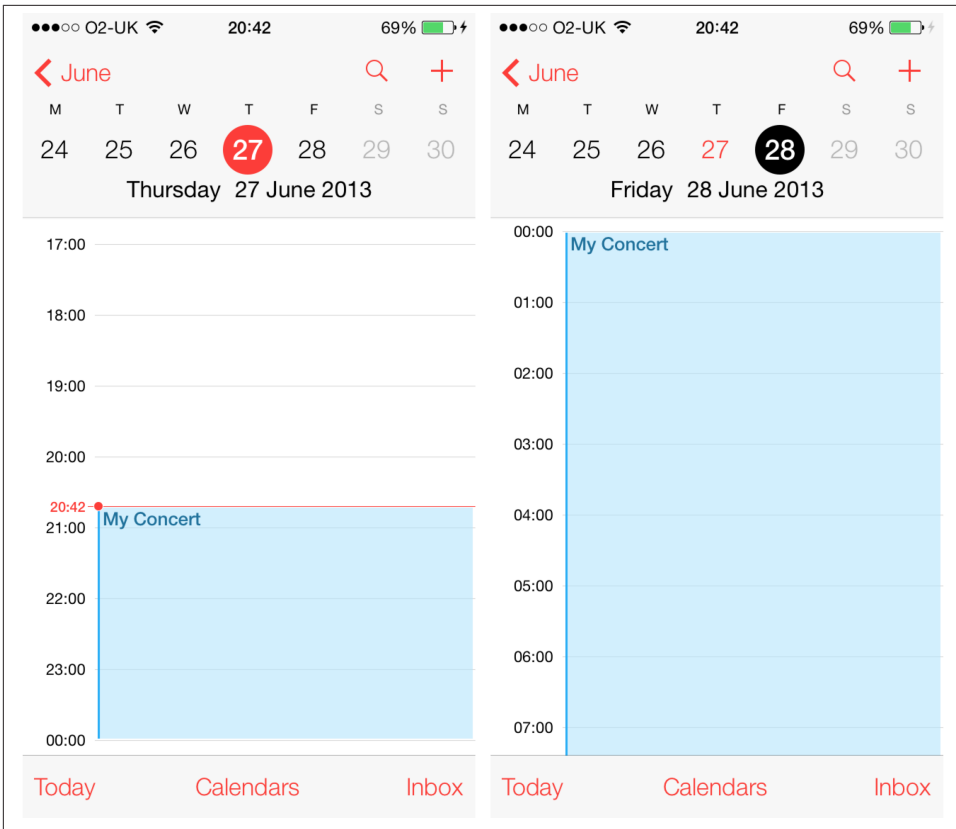 O2-UK 20:42 69%
June
M T W T F S S
24 25 26 27 28 29 30
Thursday 27 June 2013
17:00
18:00
19:00
20:00
20:42
My Concert
21:00
22:00
23:00
00:00
Today Calendars Inbox
O2-UK 20:42 69%
June
M T W T F S S
24 25 26 27 28 29 30
Friday 28 June 2013
00:00
My Concert
01:00
02:00
03:00
04:00
05:00
06:00
07:00
Today Calendars Inbox